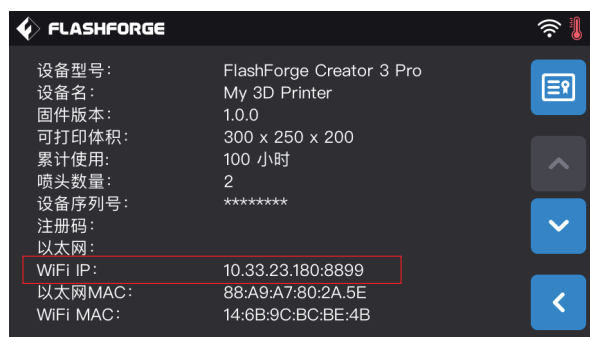 FLASHFORGE
设备型号: FlashForge Creator 3 Pro
设备名: My 3D Printer
固件版本: 1.0.0
可打印体积: 300 x 250 x 200
累计使用: 100 小时
喷头数量: 2
设备序列号: ********
注册码:
以太网:
WiFi IP: 10.33.23.180:8899
以太网MAC: 88:A9:A7:80:2A.5E
WiFi MAC: 14:6B:9C:BC:BE:4B